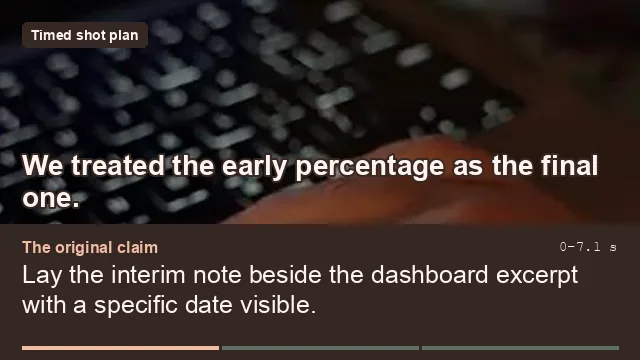 Timed shot plan
We treated the early percentage as the final
one.
The original claim
0–7.1 s
Lay the interim note beside the dashboard excerpt
with a specific date visible.